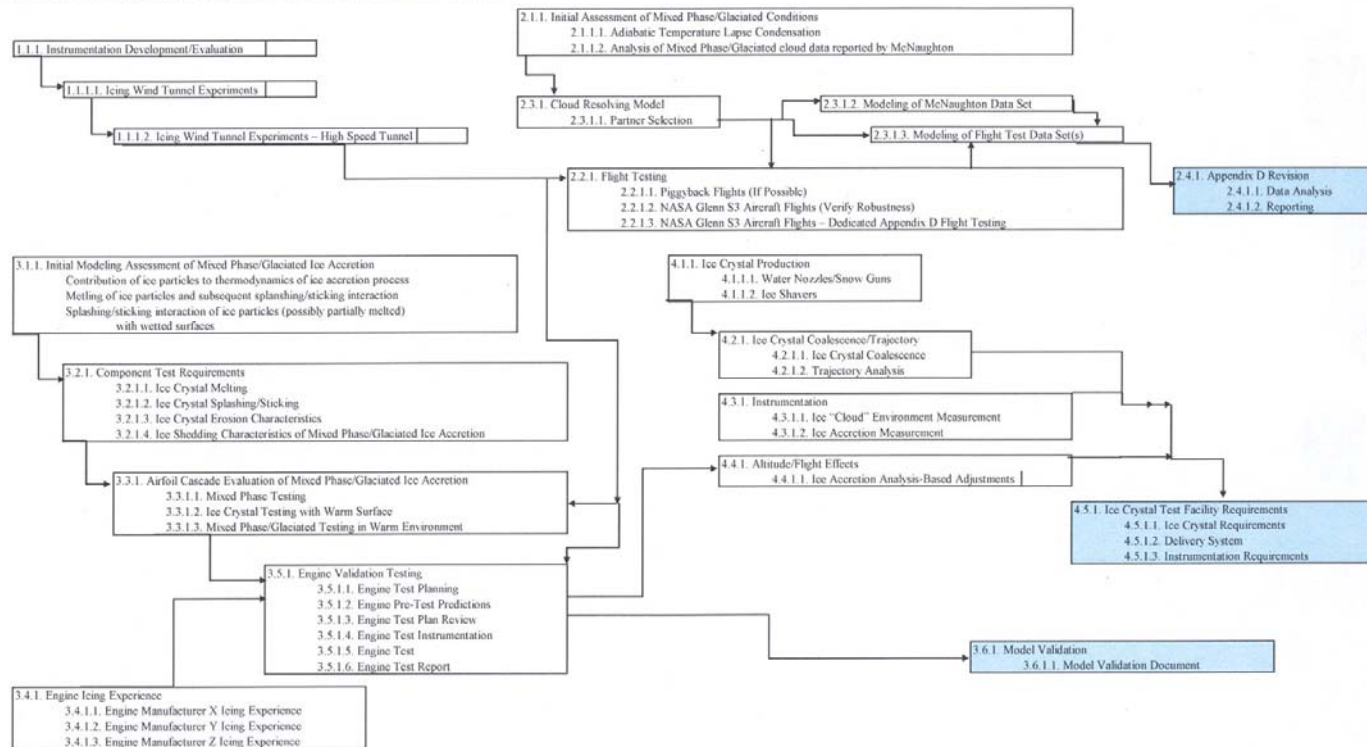 2.1.1. Initial Assessment of Mixed Phase/Glaciated Conditions
2.1.1.1. Adiabatic Temperature Lapse Condensation
2.1.1.2. Analysis of Mixed Phase/Glaciated cloud data reported by McNaughton
1.1.1. Instrumentation Development/Evaluation
1.1.1.1. Icing Wind Tunnel Experiments
1.1.1.2. Icing Wind Tunnel Experiments – High Speed Tunnel
2.3.1. Cloud Resolving Model
2.3.1.1. Partner Selection
2.3.1.2. Modeling of McNaughton Data Set
2.3.1.3. Modeling of Flight Test Data Set(s)
2.2.1. Flight Testing
2.2.1.1. Piggyback Flights (If Possible)
2.2.1.2. NASA Glenn S3 Aircraft Flights (Verify Robustness)
2.2.1.3. NASA Glenn S3 Aircraft Flights – Dedicated Appendix D Flight Testing
2.4.1. Appendix D Revision
2.4.1.1. Data Analysis
2.4.1.2. Reporting
3.1.1. Initial Modeling Assessment of Mixed Phase/Glaciated Ice Accretion
Contribution of ice particles to thermodynamics of ice accretion process
Metling of ice particles and subsequent splanshing/sticking interaction
Splashing/sticking interaction of ice particles (possibly partially melted)
with wetted surfaces
4.1.1. Ice Crystal Production
4.1.1.1. Water Nozzles/Snow Guns
4.1.1.2. Ice Shavers
4.2.1. Ice Crystal Coalescence/Trajectory
4.2.1.1. Ice Crystal Coalescence
4.2.1.2. Trajectory Analysis
3.2.1. Component Test Requirements
3.2.1.1. Ice Crystal Melting
3.2.1.2. Ice Crystal Splashing/Sticking
3.2.1.3. Ice Crystal Erosion Characteristics
3.2.1.4. Ice Shedding Characteristics of Mixed Phase/Glaciated Ice Accretion
4.3.1. Instrumentation
4.3.1.1. Ice “Cloud” Environment Measurement
4.3.1.2. Ice Accretion Measurement
4.4.1. Altitude/Flight Effects
4.4.1.1. Ice Accretion Analysis-Based Adjustments
3.3.1. Airfoil Cascade Evaluation of Mixed Phase/Glaciated Ice Accretion
3.3.1.1. Mixed Phase Testing
3.3.1.2. Ice Crystal Testing with Warm Surface
3.3.1.3. Mixed Phase/Glaciated Testing in Warm Environment
4.5.1. Ice Crystal Test Facility Requirements
4.5.1.1. Ice Crystal Requirements
4.5.1.2. Delivery System
4.5.1.3. Instrumentation Requirements
3.5.1. Engine Validation Testing
3.5.1.1. Engine Test Planning
3.5.1.2. Engine Pre-Test Predictions
3.5.1.3. Engine Test Plan Review
3.5.1.4. Engine Test Instrumentation
3.5.1.5. Engine Test
3.5.1.6. Engine Test Report
3.6.1. Model Validation
3.6.1.1. Model Validation Document
3.4.1. Engine Icing Experience
3.4.1.1. Engine Manufacturer X Icing Experience
3.4.1.2. Engine Manufacturer Y Icing Experience
3.4.1.3. Engine Manufacturer Z Icing Experience